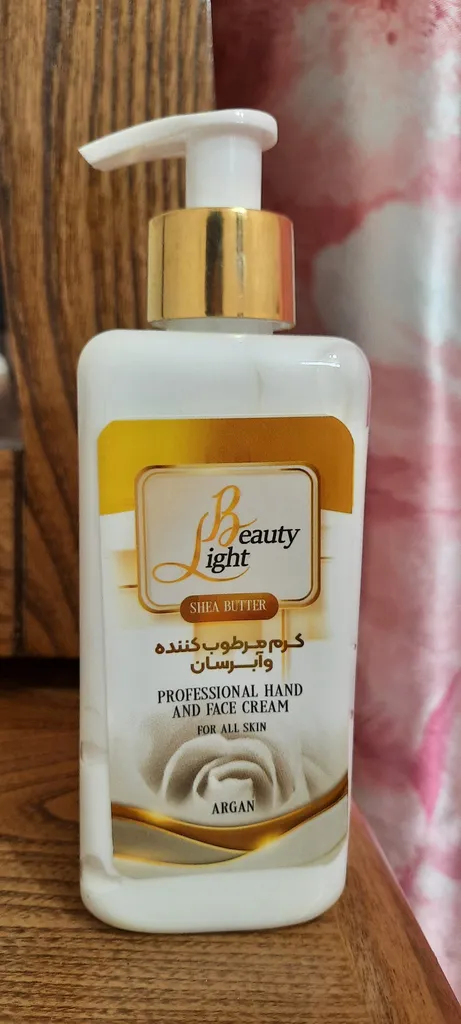 Beauty
Light
SHEA BUTTER
کرم مرطوب کننده
وآبرسان
PROFESSIONAL HAND
AND FACE CREAM
FOR ALL SKIN
ARGAN